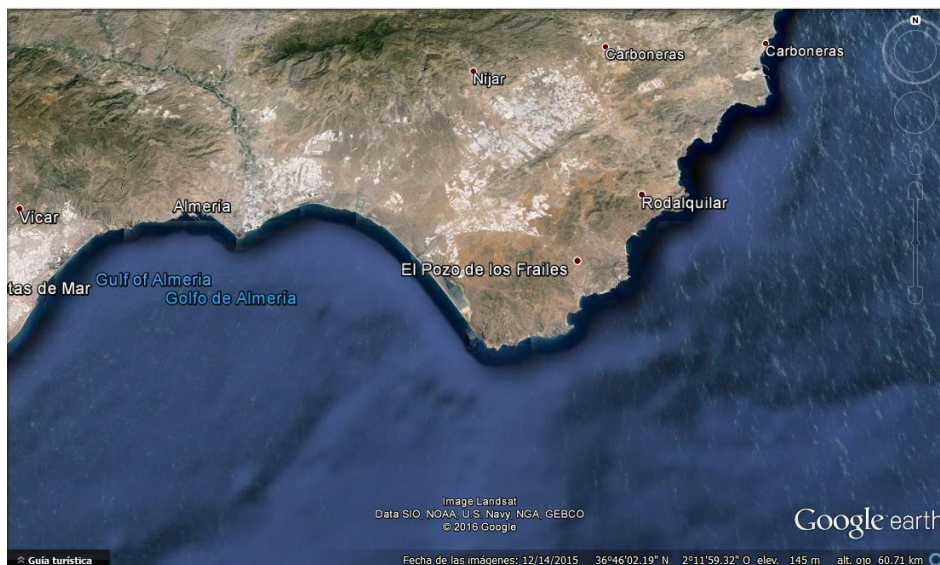 N
Carboneras
Carboneras
Nijar
Rodalquilar
Almería
Vicar
El Pozo de los Frailes
Gulf of Almeria
tas de Mar
Golfo de Almería
Image Landsat
Data SIO, NOAA, U.S. Navy, NGA, GEBCO
© 2016 Google
Google earth
Guía turística
Fecha de las imágenes: 12/14/2015 36°46'02.19" N 2°11'59.32" O elev. 145 m alt. ojo 60.71 km